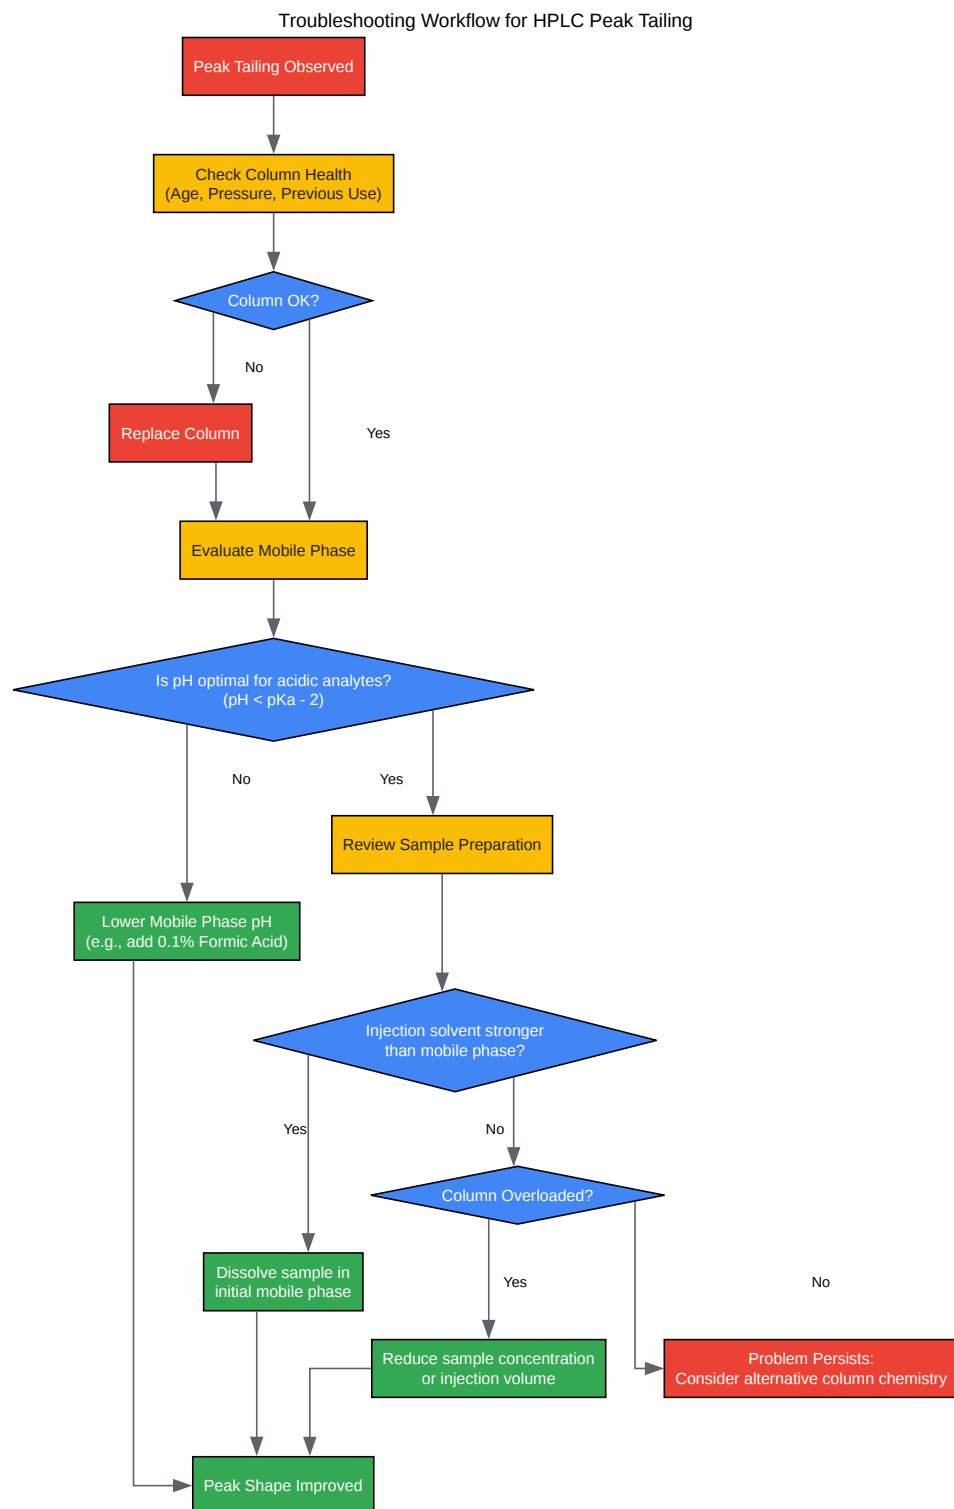 Troubleshooting Workflow for HPLC Peak Tailing
Peak Tailing Observed
Check Column Health
(Age, Pressure, Previous Use)
Column OK?
No
Replace Column
Yes
Evaluate Mobile Phase
Is pH optimal for acidic analytes?
(pH < pKa - 2)
No
Yes
Review Sample Preparation
Lower Mobile Phase pH
(e.g., add 0.1% Formic Acid)
Injection solvent stronger
than mobile phase?
Yes
No
Column Overloaded?
Dissolve sample in
initial mobile phase
Yes
No
Reduce sample concentration
or injection volume
Problem Persists:
Consider alternative column chemistry
Peak Shape Improved